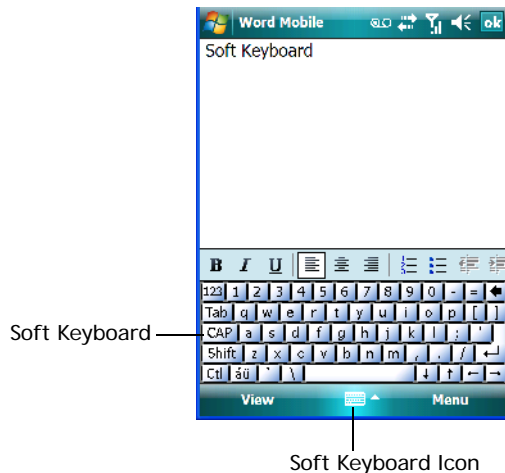 Word Mobile ok
Soft Keyboard
B I U
123 1 2 3 4 5 6 7 8 9 0 - =
Tab q w e r t y u i o p [ ]
CAP a s d f g h j k l ; '
Shift z x c v b n m , . /
Ctl áü ` \
View Menu
Soft Keyboard
Soft Keyboard Icon